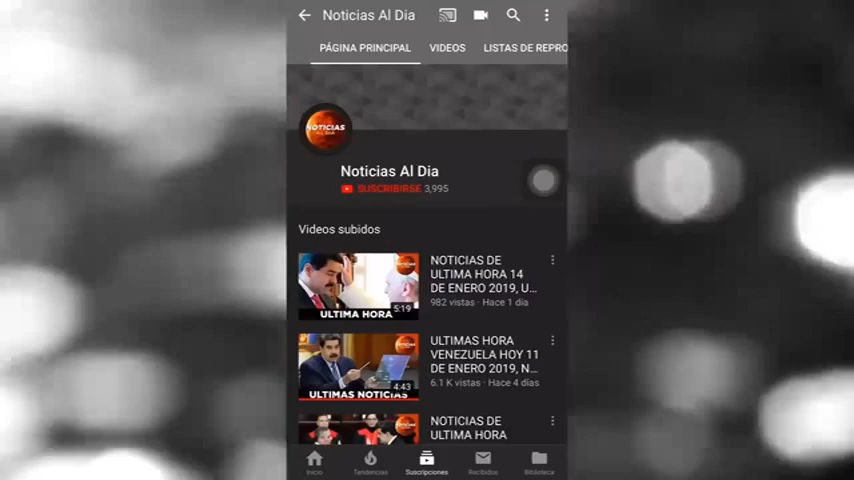 Noticias Al Dia
PÁGINA PRINCIPAL VIDEOS LISTAS DE REPRO
NOTICIAS
AL DIA
Noticias Al Dia
SUSCRIBIRSE 3,995
Videos subidos
NOTICIAS DE
ULTIMA HORA 14
DE ENERO 2019, U...
982 vistas · Hace 1 día
5:19
ULTIMA HORA
ULTIMAS HORA
VENEZUELA HOY 11
DE ENERO 2019, N...
6.1 K vistas · Hace 4 días
4:43
ULTIMAS NOTICIAS
NOTICIAS DE
ULTIMA HORA
Inicio Tendencias Suscripciones Recibidos Biblioteca